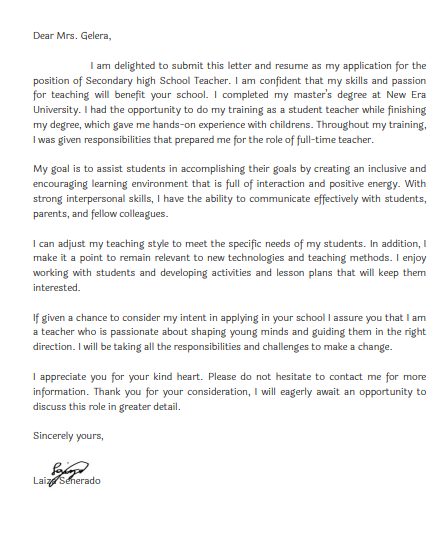 Dear Mrs. Gelera,
I am delighted to submit this letter and resume as my application for the
position of Secondary high School Teacher. I am confident that my skills and passion
for teaching will benefit your school. I completed my master's degree at New Era
University. I had the opportunity to do my training as a student teacher while finishing
my degree, which gave me hands-on experience with childrens. Throughout my training,
I was given responsibilities that prepared me for the role of full-time teacher.
My goal is to assist students in accomplishing their goals by creating an inclusive and
encouraging learning environment that is full of interaction and positive energy. With
strong interpersonal skills, I have the ability to communicate effectively with students,
parents, and fellow colleagues.
I can adjust my teaching style to meet the specific needs of my students. In addition, I
make it a point to remain relevant to new technologies and teaching methods. I enjoy
working with students and developing activities and lesson plans that will keep them
interested.
If given a chance to consider my intent in applying in your school I assure you that I am
a teacher who is passionate about shaping young minds and guiding them in the right
direction. I will be taking all the responsibilities and challenges to make a change.
I appreciate you for your kind heart. Please do not hesitate to contact me for more
information. Thank you for your consideration, I will eagerly await an opportunity to
discuss this role in greater detail.
Sincerely yours,
Laiza Senerado